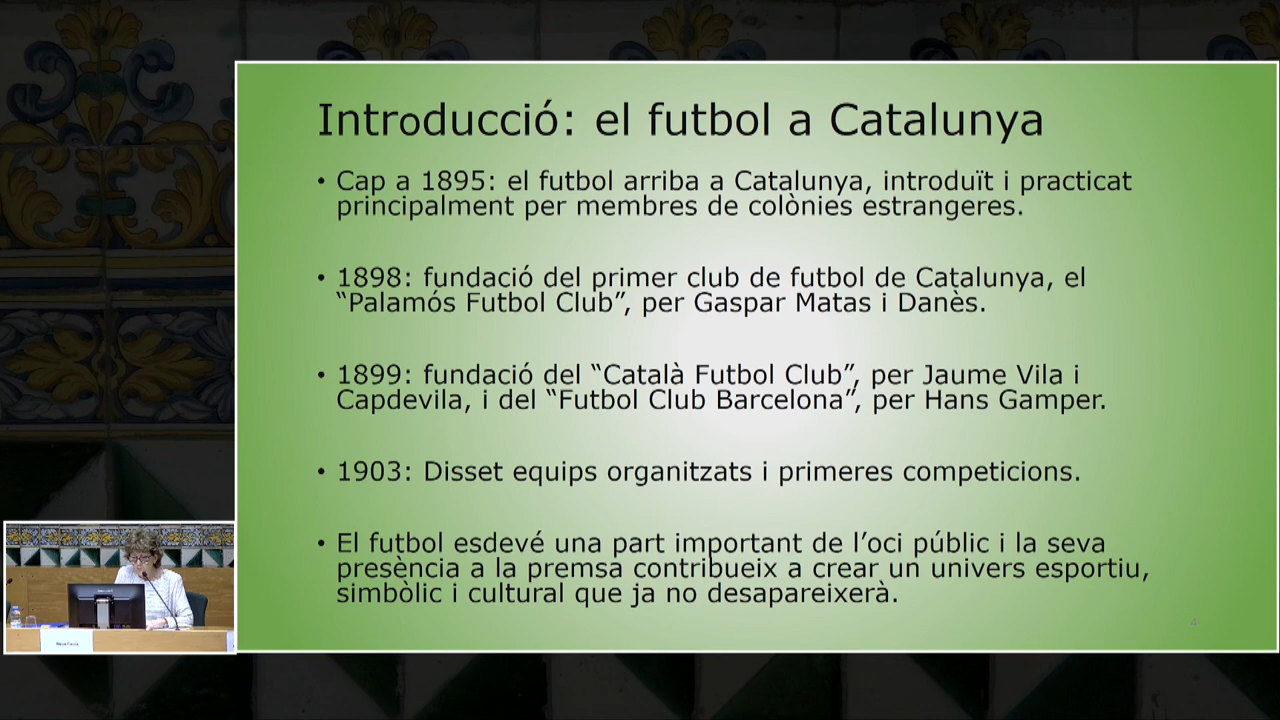 Introducció: el futbol a Catalunya
• Cap a 1895: el futbol arriba a Catalunya, introduït i practicat
principalment per membres de colònies estrangeres.
• 1898: fundació del primer club de futbol de Catalunya, el
“Palamós Futbol Club”, per Gaspar Matas i Danès.
• 1899: fundació del “Català Futbol Club”, per Jaume Vila i
Capdevila, i del “Futbol Club Barcelona”, per Hans Gamper.
• 1903: Disset equips organitzats i primeres competicions.
• El futbol esdevé una part important de l’oci públic i la seva
presència a la premsa contribueix a crear un univers esportiu,
simbòlic i cultural que ja no desapareixerà.
4